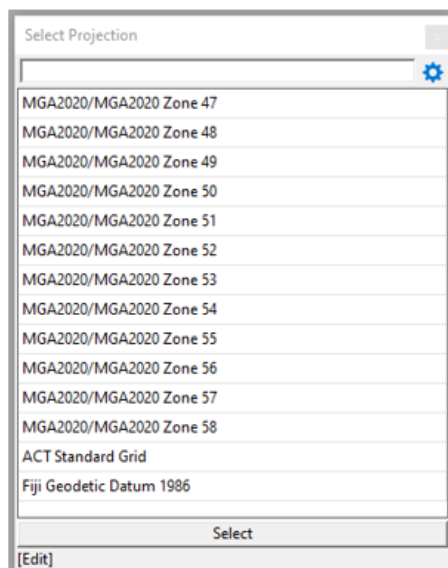 Select Projection
MGA2020/MGA2020 Zone 47
MGA2020/MGA2020 Zone 48
MGA2020/MGA2020 Zone 49
MGA2020/MGA2020 Zone 50
MGA2020/MGA2020 Zone 51
MGA2020/MGA2020 Zone 52
MGA2020/MGA2020 Zone 53
MGA2020/MGA2020 Zone 54
MGA2020/MGA2020 Zone 55
MGA2020/MGA2020 Zone 56
MGA2020/MGA2020 Zone 57
MGA2020/MGA2020 Zone 58
ACT Standard Grid
Fiji Geodetic Datum 1986
Select
[Edit]